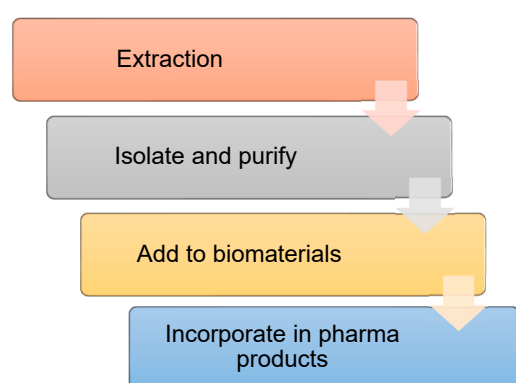 Extraction
Isolate and purify
Add to biomaterials
Incorporate in pharma
products